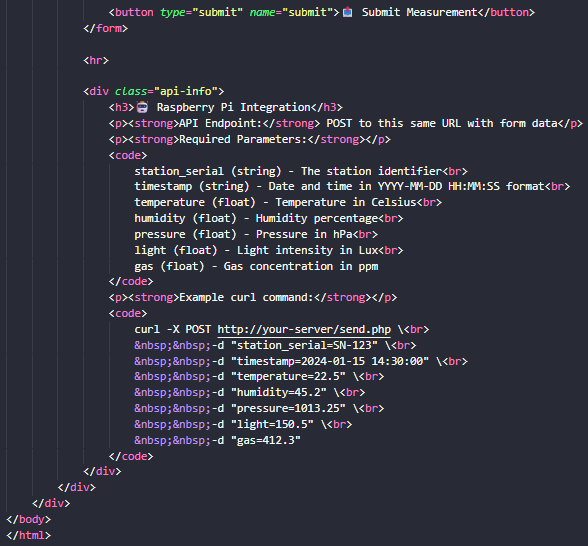 <button type="submit" name="submit">📤 Submit Measurement</button>
</form>
<hr>
<div class="api-info">
<h3>🤖 Raspberry Pi Integration</h3>
<p><strong>API Endpoint:</strong> POST to this same URL with form data</p>
<p><strong>Required Parameters:</strong></p>
<code>
station_serial (string) - The station identifier<br>
timestamp (string) - Date and time in YYYY-MM-DD HH:MM:SS format<br>
temperature (float) - Temperature in Celsius<br>
humidity (float) - Humidity percentage<br>
pressure (float) - Pressure in hPa<br>
light (float) - Light intensity in Lux<br>
gas (float) - Gas concentration in ppm
</code>
<p><strong>Example curl command:</strong></p>
<code>
curl -X POST http://your-server/send.php \<br>
&nbsp;&nbsp;-d "station_serial=SN-123" \<br>
&nbsp;&nbsp;-d "timestamp=2024-01-15 14:30:00" \<br>
&nbsp;&nbsp;-d "temperature=22.5" \<br>
&nbsp;&nbsp;-d "humidity=45.2" \<br>
&nbsp;&nbsp;-d "pressure=1013.25" \<br>
&nbsp;&nbsp;-d "light=150.5" \<br>
&nbsp;&nbsp;-d "gas=412.3"
</code>
</div>
</div>
</div>
</body>
</html>